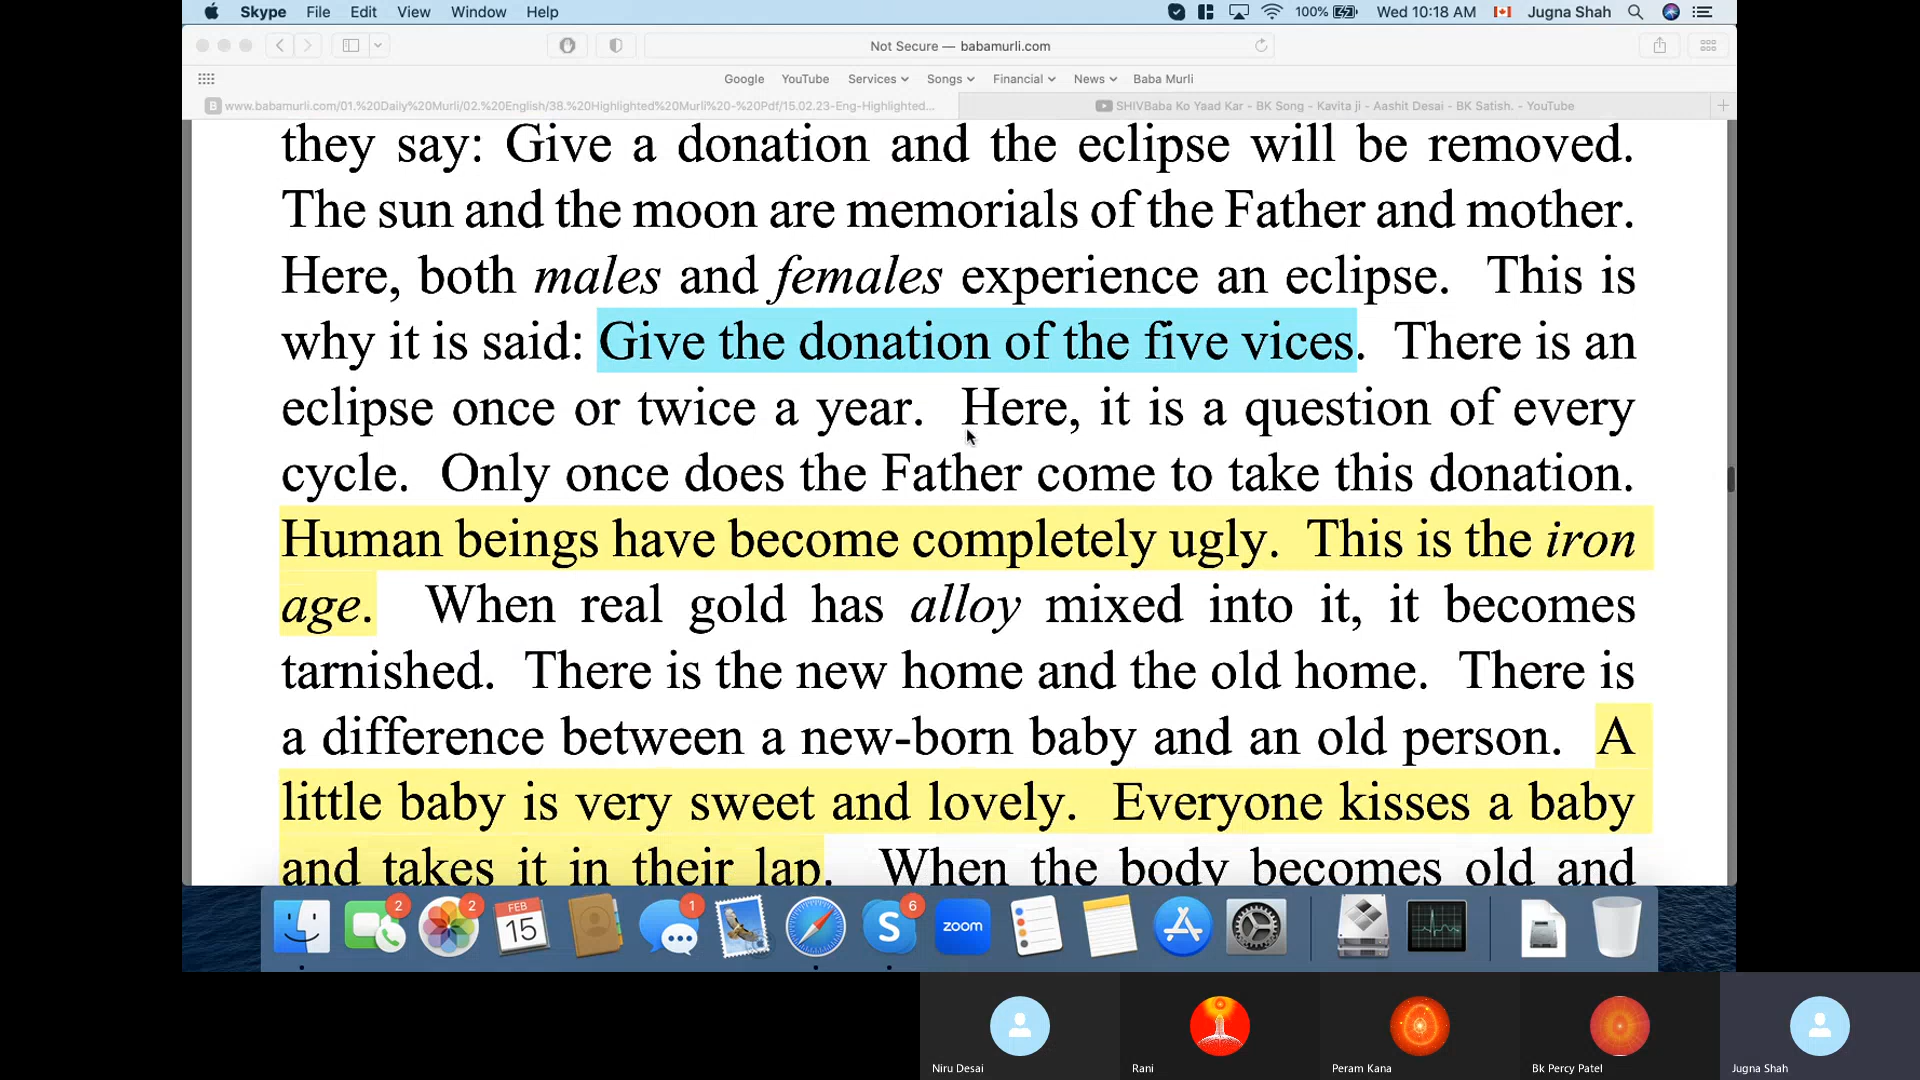 Skype File Edit View Window Help 100% Wed 10:18 AM Jugna Shah
Not Secure — babamurli.com
Google YouTube Services Songs Financial News Baba Murli
www.babamurli.com/01.%20Daily%20Murli/02.%20English/38.%20Highlighted%20Murli%20-%20Pdf/15.02.23-Eng-Highlighted... SHIVBaba Ko Yaad Kar - BK Song - Kavita ji - Aashit Desai - BK Satish. - YouTube
they say: Give a donation and the eclipse will be removed.
The sun and the moon are memorials of the Father and mother.
Here, both males and females experience an eclipse. This is
why it is said: Give the donation of the five vices. There is an
eclipse once or twice a year. Here, it is a question of every
cycle. Only once does the Father come to take this donation.
Human beings have become completely ugly. This is the iron
age. When real gold has alloy mixed into it, it becomes
tarnished. There is the new home and the old home. There is
a difference between a new-born baby and an old person. A
little baby is very sweet and lovely. Everyone kisses a baby
and takes it in their lap. When the body becomes old and
2 2 FEB 15 1 6 zoom
Niru Desai Rani Peram Kana Bk Percy Patel Jugna Shah